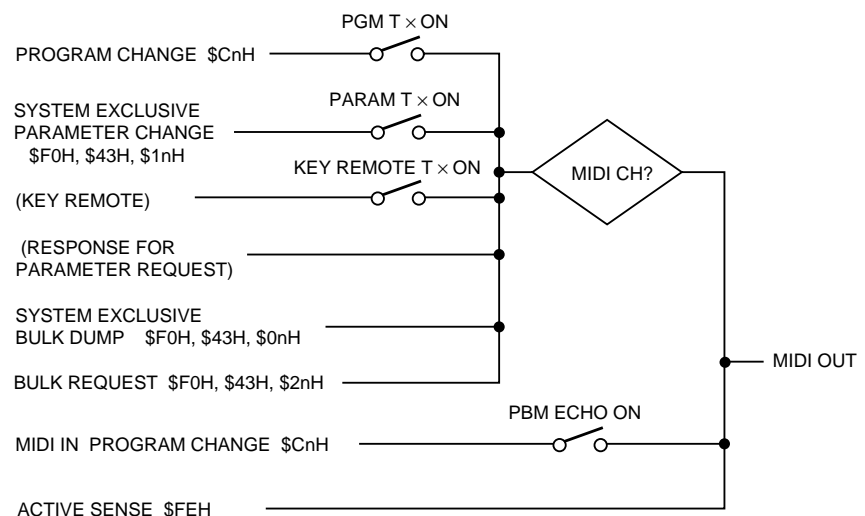 PGM T × ON
PROGRAM CHANGE $CnH
SYSTEM EXCLUSIVE
PARAMETER CHANGE
$F0H, $43H, $1nH
PARAM T × ON
KEY REMOTE T × ON
(KEY REMOTE)
MIDI CH?
(RESPONSE FOR
PARAMETER REQUEST)
SYSTEM EXCLUSIVE
BULK DUMP $F0H, $43H, $0nH
BULK REQUEST $F0H, $43H, $2nH
MIDI OUT
PBM ECHO ON
MIDI IN PROGRAM CHANGE $CnH
ACTIVE SENSE $FEH